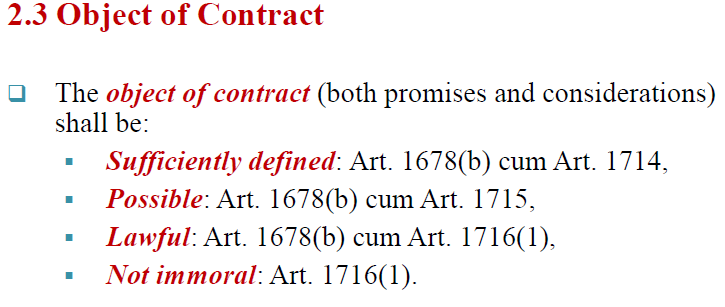 2.3 Object of Contract
The object of contract (both promises and considerations)
shall be:
Sufficiently defined: Art. 1678(b) cum Art. 1714,
Possible: Art. 1678(b) cum Art. 1715,
Lawful: Art. 1678(b) cum Art. 1716(1),
Not immoral: Art. 1716(1).